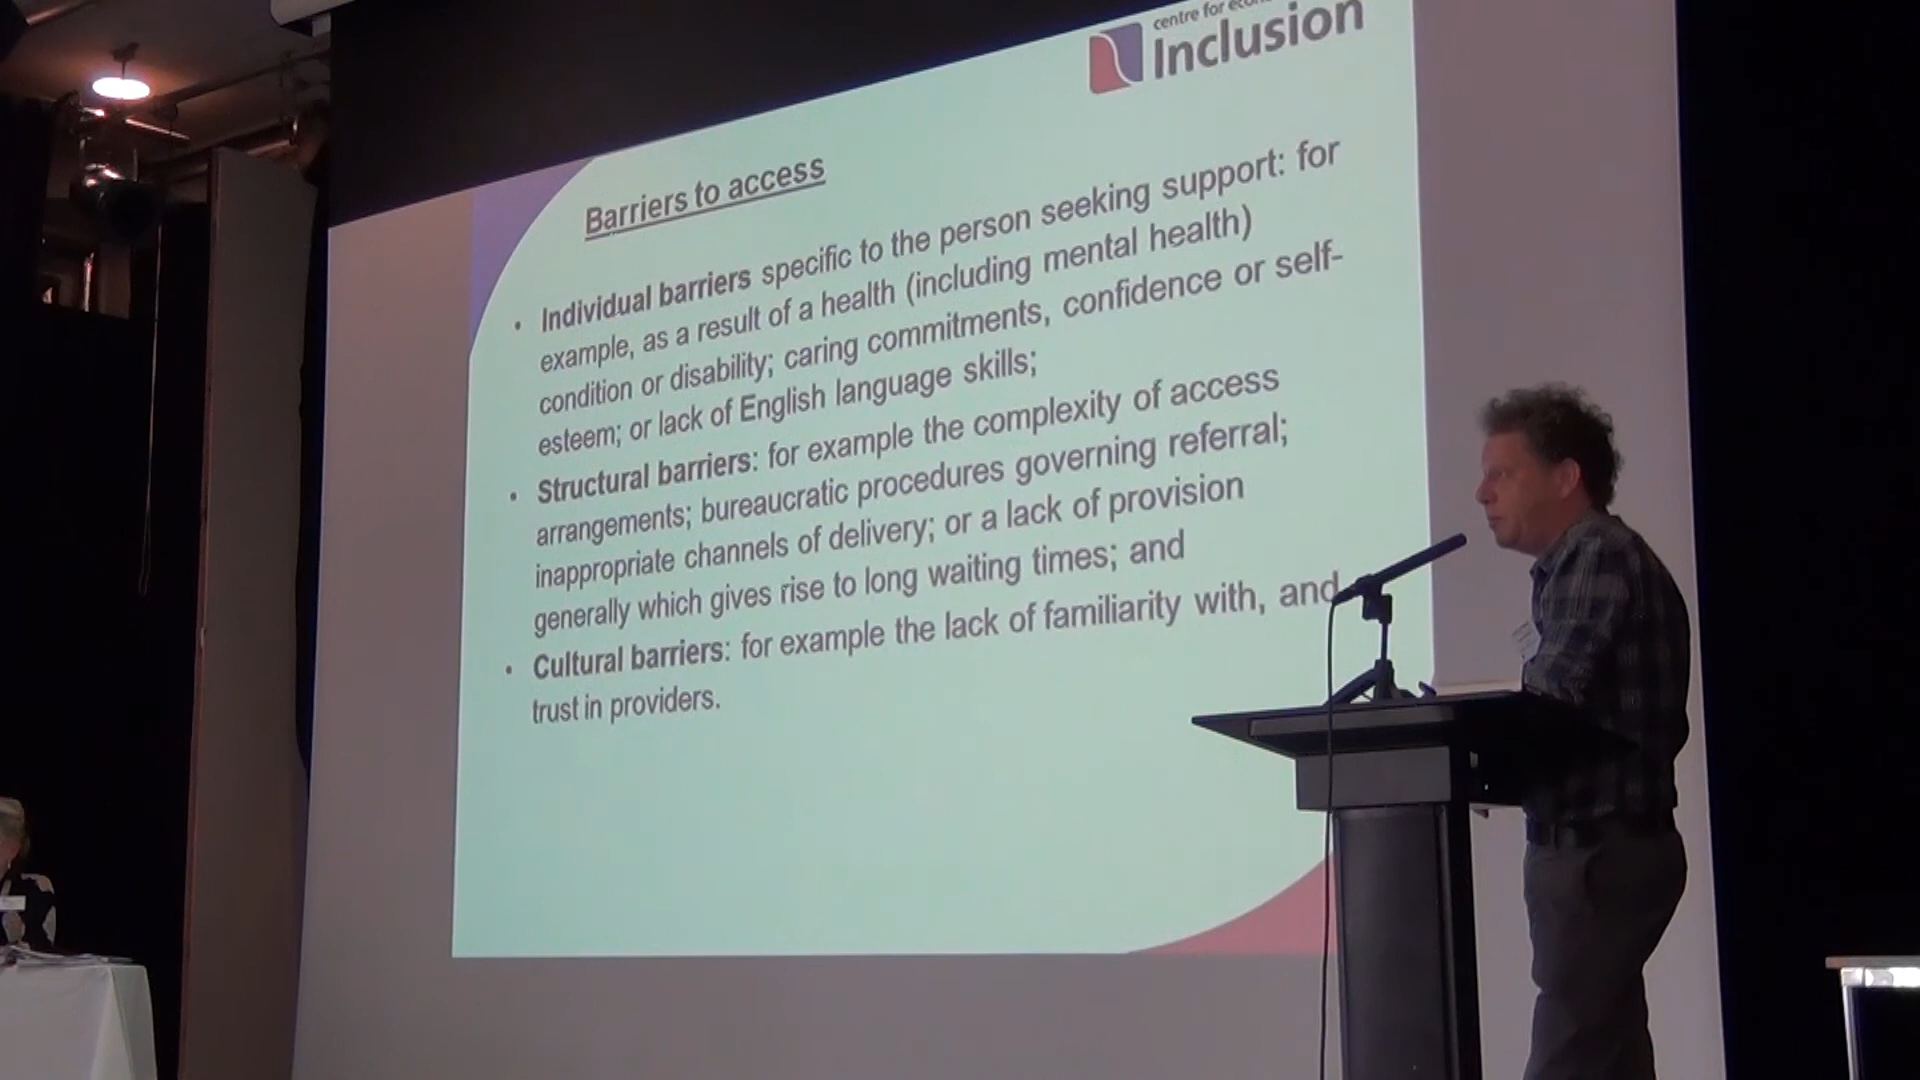 centre for
Inclusion
Barriers to access
• Individual barriers specific to the person seeking support: for
example, as a result of a health (including mental health)
condition or disability; caring commitments, confidence or self-
esteem; or lack of English language skills;
• Structural barriers: for example the complexity of access
arrangements; bureaucratic procedures governing referral;
inappropriate channels of delivery; or a lack of provision
generally which gives rise to long waiting times; and
• Cultural barriers: for example the lack of familiarity with, and
trust in providers.